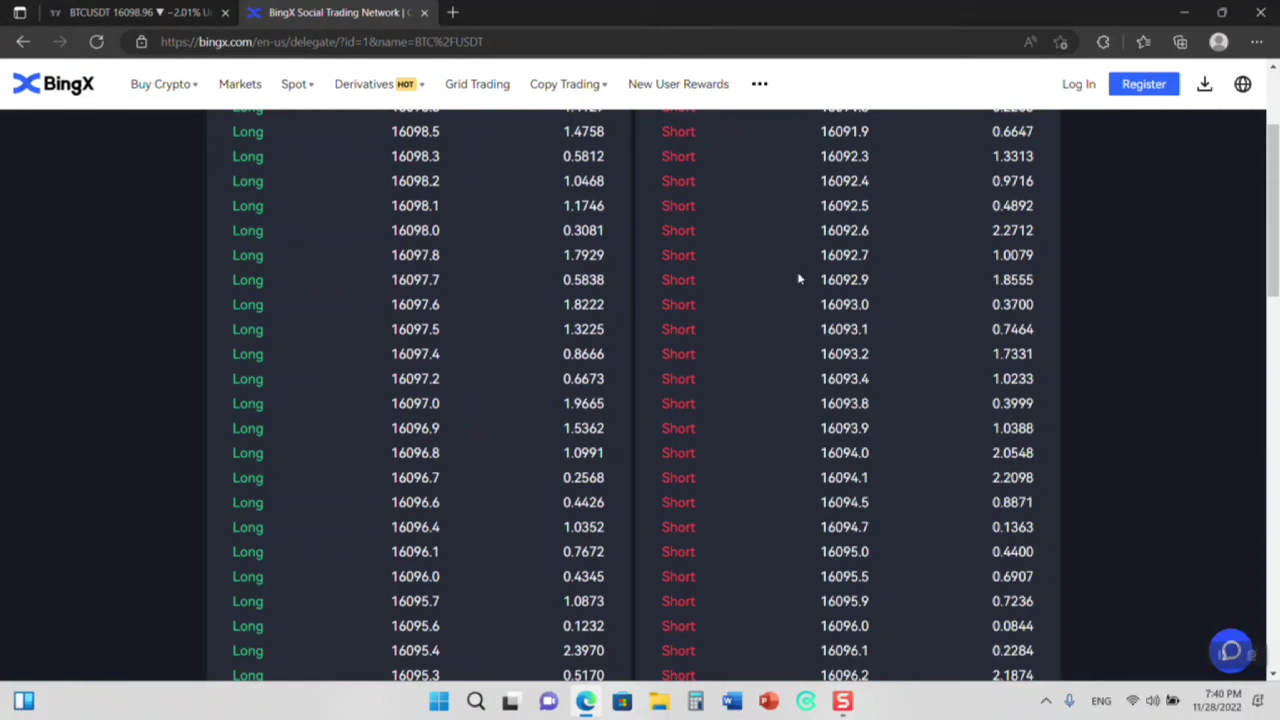 BTCUSDT 16098.96 ▼ −2.01% U
BingX Social Trading Network |
https://bingx.com/en-us/delegate/?id=1&name=BTC%2FUSDT
BingX Buy Crypto Markets Spot Derivatives HOT Grid Trading Copy Trading New User Rewards ••• Log In Register
Long 16098.5 1.4758 Short 16091.9 0.6647
Long 16098.3 0.5812 Short 16092.3 1.3313
Long 16098.2 1.0468 Short 16092.4 0.9716
Long 16098.1 1.1746 Short 16092.5 0.4892
Long 16098.0 0.3081 Short 16092.6 2.2712
Long 16097.8 1.7929 Short 16092.7 1.0079
Long 16097.7 0.5838 Short 16092.9 1.8555
Long 16097.6 1.8222 Short 16093.0 0.3700
Long 16097.5 1.3225 Short 16093.1 0.7464
Long 16097.4 0.8666 Short 16093.2 1.7331
Long 16097.2 0.6673 Short 16093.4 1.0233
Long 16097.0 1.9665 Short 16093.8 0.3999
Long 16096.9 1.5362 Short 16093.9 1.0388
Long 16096.8 1.0991 Short 16094.0 2.0548
Long 16096.7 0.2568 Short 16094.1 2.2098
Long 16096.6 0.4426 Short 16094.5 0.8871
Long 16096.4 1.0352 Short 16094.7 0.1363
Long 16096.1 0.7672 Short 16095.0 0.4400
Long 16096.0 0.4345 Short 16095.5 0.6907
Long 16095.7 1.0873 Short 16095.9 0.7236
Long 16095.6 0.1232 Short 16096.0 0.0844
Long 16095.4 2.3970 Short 16096.1 0.2284
Long 16095.3 0.5170 Short 16096.2 2.1874
ENG 7:40 PM
11/28/2022